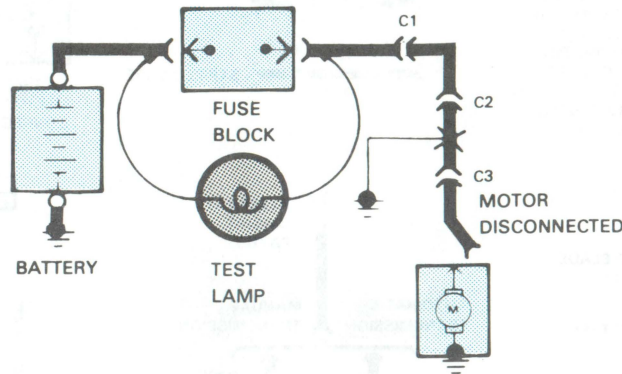 C1
FUSE
BLOCK
C2
C3
MOTOR
DISCONNECTED
BATTERY
TEST
LAMP
M